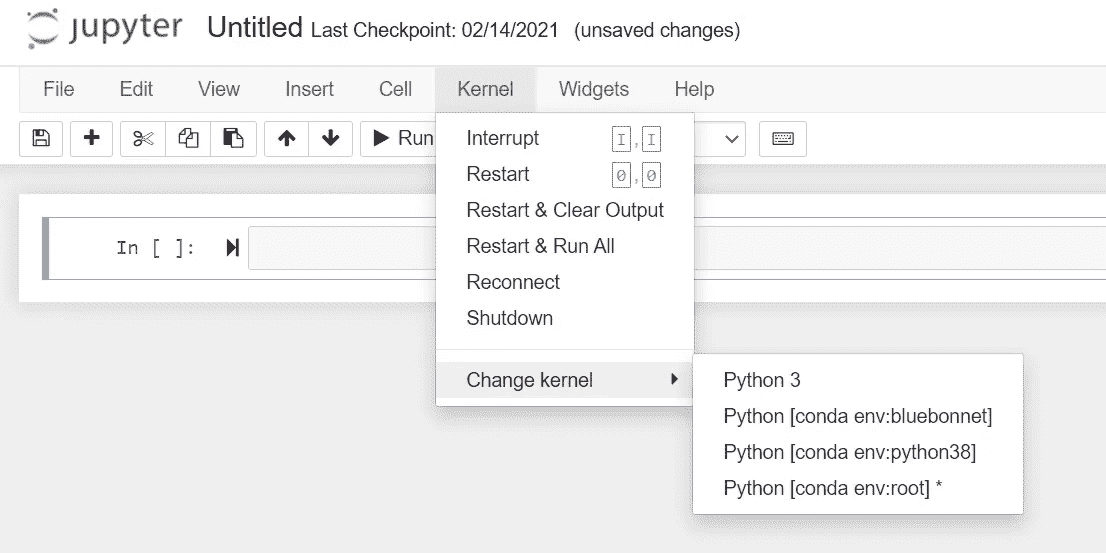 jupyter Untitled Last Checkpoint: 02/14/2021 (unsaved changes)
File Edit View Insert Cell Kernel Widgets Help
Run
Interrupt I,I
Restart 0,0
Restart & Clear Output
Restart & Run All
Reconnect
Shutdown
Change kernel
In [ ]:
Python 3
Python [conda env:bluebonnet]
Python [conda env:python38]
Python [conda env:root] *